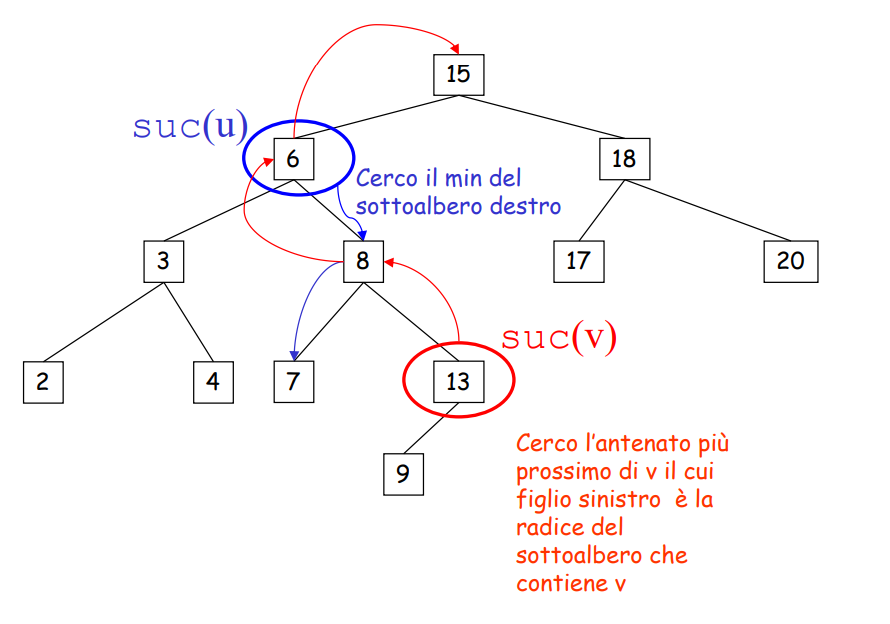 15
suc(u)
6
18
Cerco il min del
sottoalbero destro
3
8
17
20
suc(v)
2
4
7
13
Cerco l'antenato più
prossimo di v il cui
figlio sinistro è la
radice del
sottoalbero che
contiene v
9